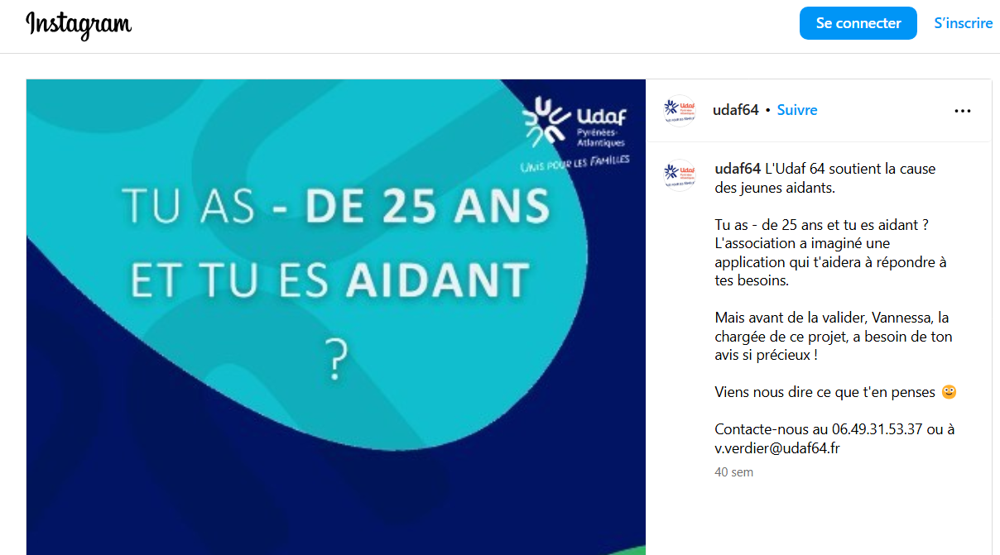 Instagram
Se connecter
S'inscrire
Udaf
Pyrénées-
Atlantiques
UNIS POUR LES FAMILLES
TU AS - DE 25 ANS
ET TU ES AIDANT
?
udaf64 • Suivre
udaf64 L'Udaf 64 soutient la cause
des jeunes aidants.
Tu as - de 25 ans et tu es aidant ?
L'association a imaginé une
application qui t'aidera à répondre à
tes besoins.
Mais avant de la valider, Vannessa, la
chargée de ce projet, a besoin de ton
avis si précieux !
Viens nous dire ce que t'en penses 🙂
Contacte-nous au 06.49.31.53.37 ou à
v.verdier@udaf64.fr
40 sem